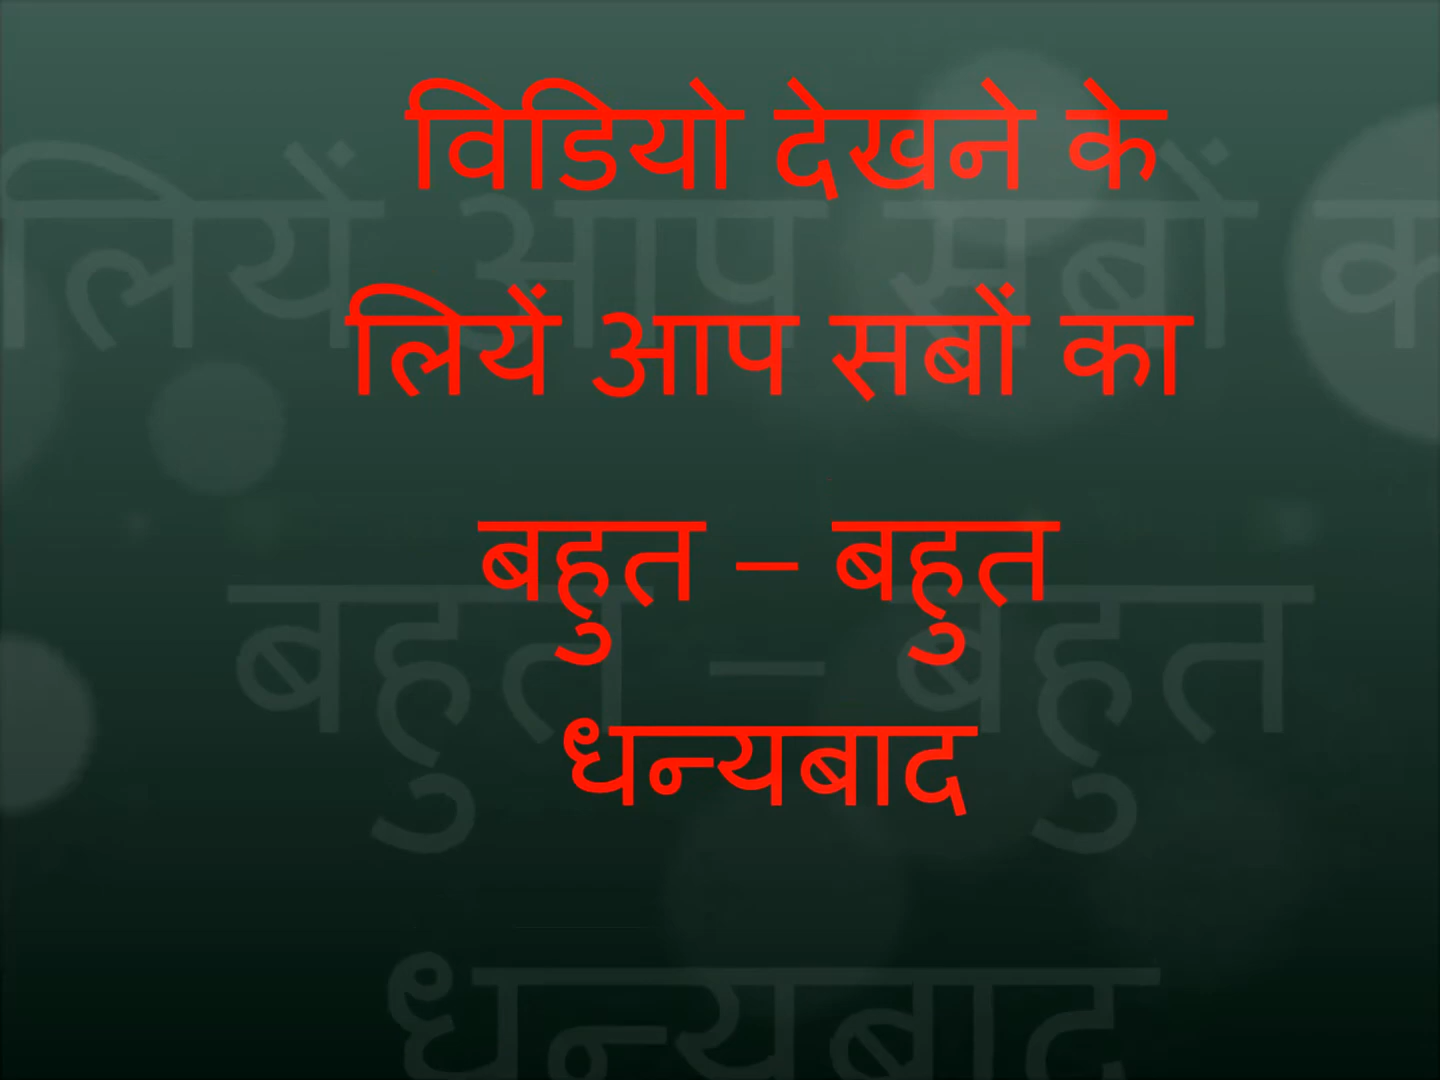 विडियो देखने के
लियें आप सबों का
बहुत – बहुत
धन्यबाद